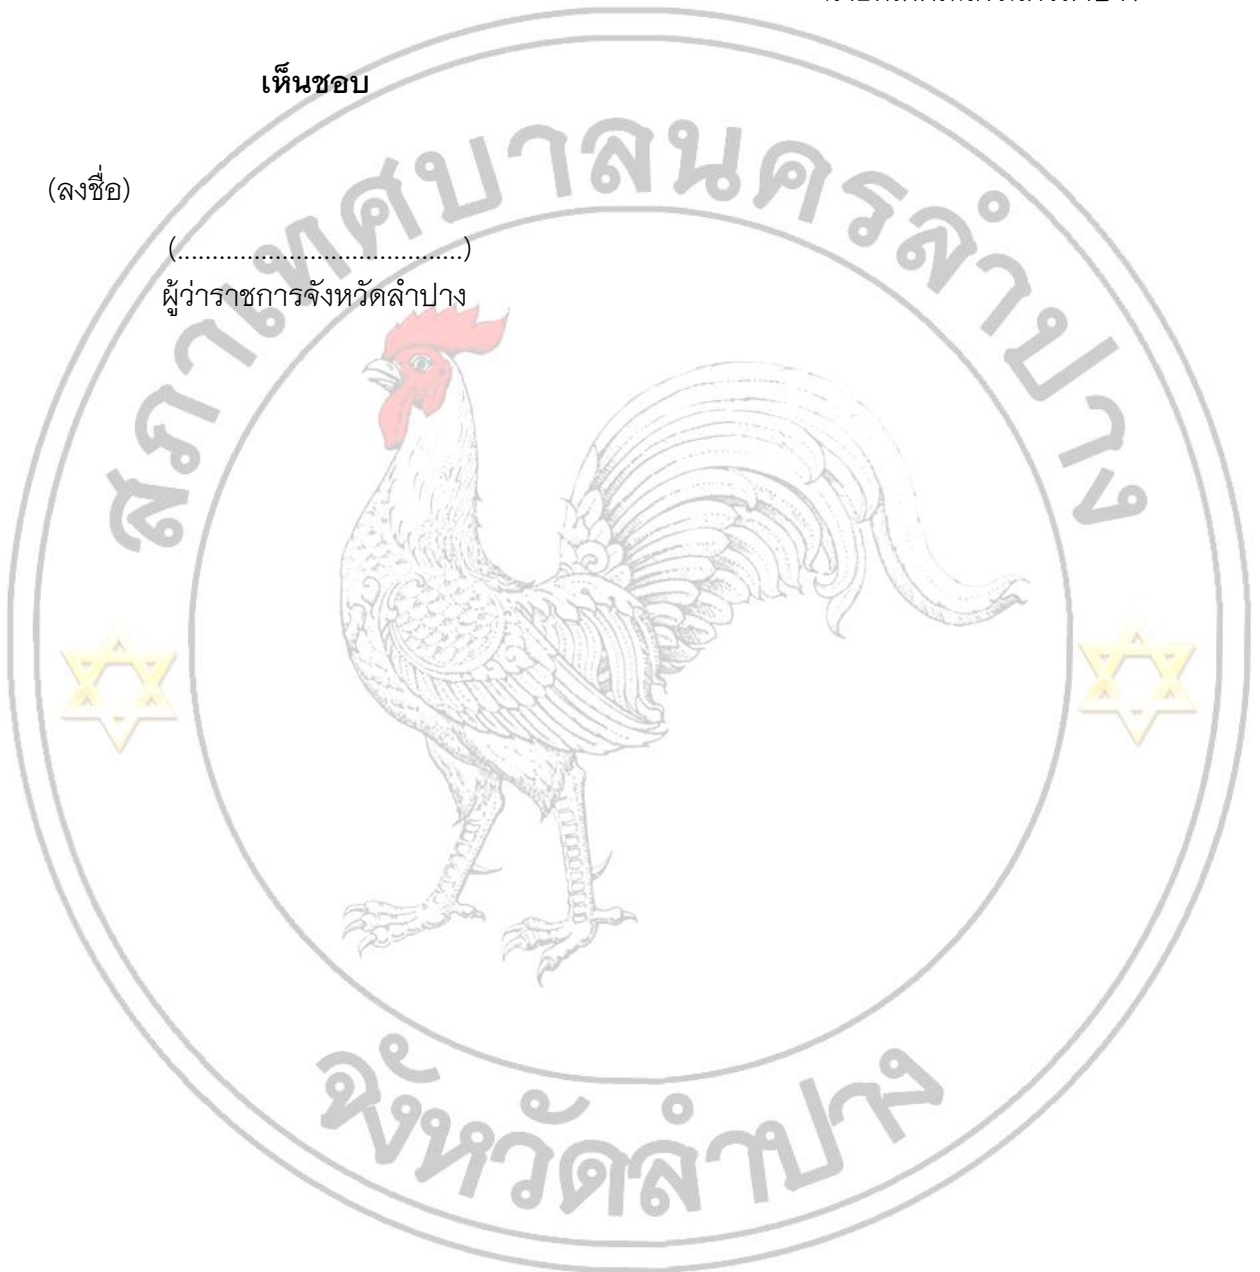 เห็นชอบ
(ลงชื่อ)
(.........................................)
ผู้ว่าราชการจังหวัดลำปาง
สภาเทศบาลนครลำปาง
จังหวัดลำปาง